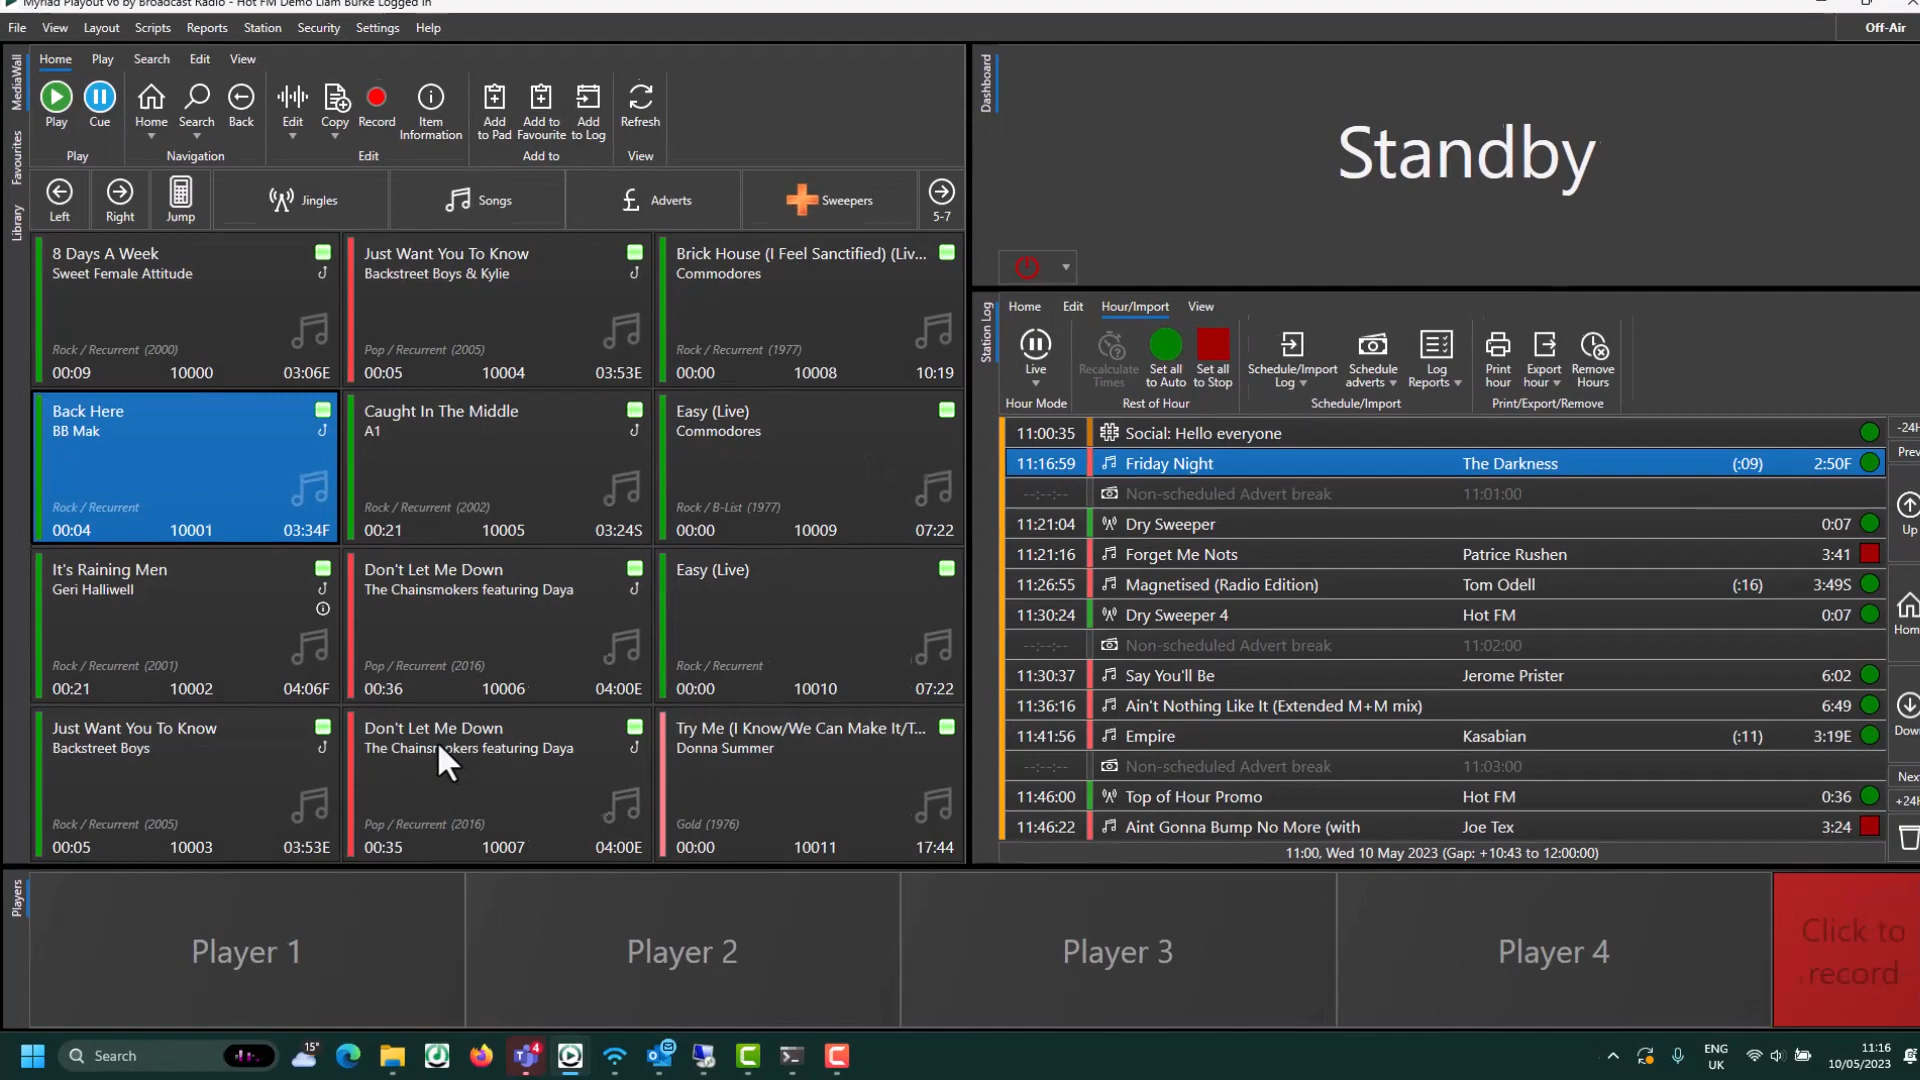 Myriad Playout v6 by Broadcast Radio - Hot FM Demo Liam Burke Logged In
File View Layout Scripts Reports Station Security Settings Help
Off-Air
MediaWall
Favourites
Library
Home Play Search Edit View
Play Cue Home Search Back Edit Copy Record Item Information Add to Pad Add to Favourite Add to Log Refresh
Play Navigation Edit Add to View
Left Right Jump Jingles Songs £ Adverts Sweepers 5-7
8 Days A Week
Sweet Female Attitude
Rock / Recurrent (2000)
00:09 10000 03:06E
Just Want You To Know
Backstreet Boys & Kylie
Pop / Recurrent (2005)
00:05 10004 03:53E
Brick House (I Feel Sanctified) (Liv...
Commodores
Rock / Recurrent (1977)
00:00 10008 10:19
Back Here
BB Mak
Rock / Recurrent
00:04 10001 03:34F
Caught In The Middle
A1
Rock / Recurrent (2002)
00:21 10005 03:24S
Easy (Live)
Commodores
Rock / B-List (1977)
00:00 10009 07:22
It's Raining Men
Geri Halliwell
Rock / Recurrent (2001)
00:21 10002 04:06F
Don't Let Me Down
The Chainsmokers featuring Daya
Pop / Recurrent (2016)
00:36 10006 04:00E
Easy (Live)
Rock / Recurrent
00:00 10010 07:22
Just Want You To Know
Backstreet Boys
Rock / Recurrent (2005)
00:05 10003 03:53E
Don't Let Me Down
The Chainsmokers featuring Daya
Pop / Recurrent (2016)
00:35 10007 04:00E
Try Me (I Know/We Can Make It/T...
Donna Summer
Gold (1976)
00:00 10011 17:44
Dashboard
Standby
Station Log
Home Edit Hour/Import View
Live Recalculate Times Set all to Auto Set all to Stop Schedule/Import Log Schedule adverts Log Reports Print hour Export hour Remove Hours
Hour Mode Rest of Hour Schedule/Import Print/Export/Remove
11:00:35 Social: Hello everyone
11:16:59 Friday Night The Darkness (:09) 2:50F
--:--:-- Non-scheduled Advert break 11:01:00
11:21:04 Dry Sweeper 0:07
11:21:16 Forget Me Nots Patrice Rushen 3:41
11:26:55 Magnetised (Radio Edition) Tom Odell (:16) 3:49S
11:30:24 Dry Sweeper 4 Hot FM 0:07
--:--:-- Non-scheduled Advert break 11:02:00
11:30:37 Say You'll Be Jerome Prister 6:02
11:36:16 Ain't Nothing Like It (Extended M+M mix) 6:49
11:41:56 Empire Kasabian (:11) 3:19E
--:--:-- Non-scheduled Advert break 11:03:00
11:46:00 Top of Hour Promo Hot FM 0:36
11:46:22 Aint Gonna Bump No More (with Joe Tex 3:24
11:00, Wed 10 May 2023 (Gap: +10:43 to 12:00:00)
-24H
Prev
Up
Hom
Down
Nex
+24H
Players
Player 1 Player 2 Player 3 Player 4
Click to
record
Search
15°
4
ENG
UK
11:16
10/05/2023